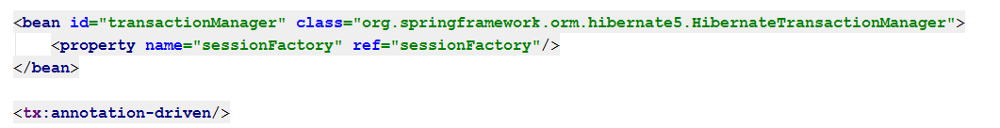 <bean id="transactionManager" class="org.springframework.orm.hibernate5.HibernateTransactionManager">
    <property name="sessionFactory" ref="sessionFactory"/>
</bean>
<tx:annotation-driven/>